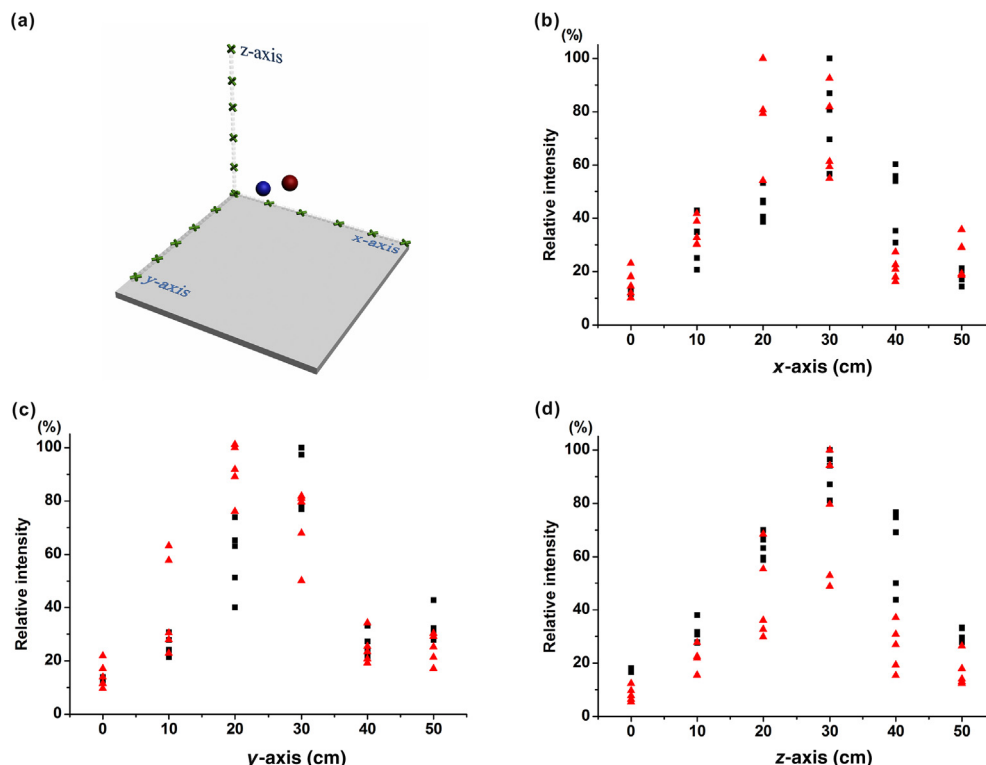 (a)
z-axis
x-axis
y-axis
(b)
(%)
100
80
60
40
20
0
Relative intensity
0 10 20 30 40 50
x-axis (cm)
(c)
(%)
100
80
60
40
20
0
Relative intensity
0 10 20 30 40 50
y-axis (cm)
(d)
(%)
100
80
60
40
20
0
Relative intensity
0 10 20 30 40 50
z-axis (cm)